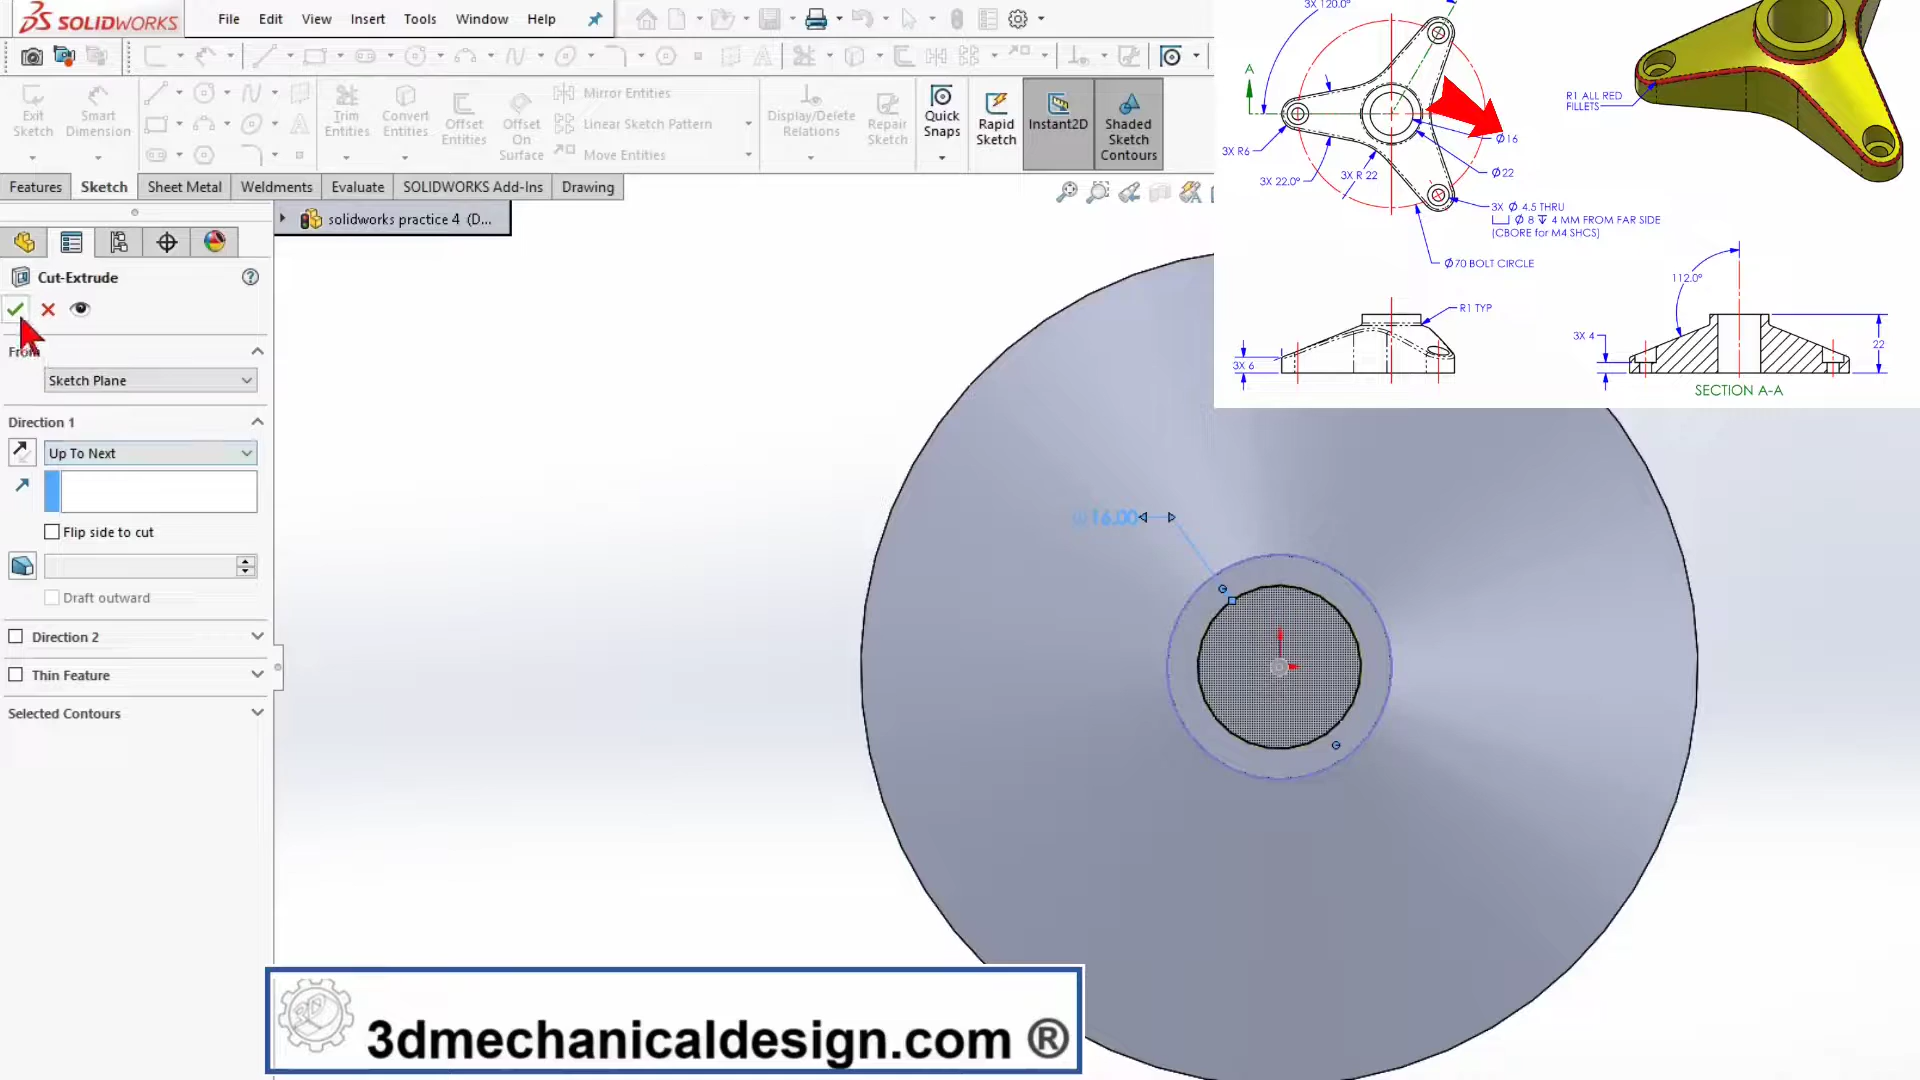 SOLIDWORKS
File Edit View Insert Tools Window Help
Exit Sketch
Smart Dimension
Trim Entities
Convert Entities
Offset Entities
Offset On Surface
Mirror Entities
Linear Sketch Pattern
Move Entities
Display/Delete Relations
Repair Sketch
Quick Snaps
Rapid Sketch
Instant2D
Shaded Sketch Contours
Features Sketch Sheet Metal Weldments Evaluate SOLIDWORKS Add-Ins Drawing
solidworks practice 4 (D...
Cut-Extrude
From
Sketch Plane
Direction 1
Up To Next
Flip side to cut
Draft outward
Direction 2
Thin Feature
Selected Contours
16.00
3X 120.0°
A
3X R6
3X 22.0°
3X R 22
Ø16
Ø22
3X Ø 4.5 THRU
Ø 8 4 MM FROM FAR SIDE
(CBORE for M4 SHCS)
Ø70 BOLT CIRCLE
R1 ALL RED
FILLETS
R1 TYP
3X 6
112.0°
3X 4
22
SECTION A-A
3dmechanicaldesign.com ®